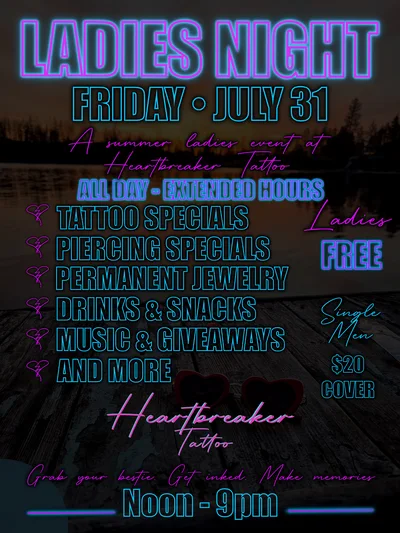 LADIES NIGHT
FRIDAY • JULY 31
A summer ladies event at
Heartbreaker Tattoo
ALL DAY - EXTENDED HOURS
TATTOO SPECIALS
PIERCING SPECIALS
PERMANENT JEWELRY
DRINKS & SNACKS
MUSIC & GIVEAWAYS
AND MORE
Ladies
FREE
Single
Men
$20
COVER
Heartbreaker
Tattoo
Grab your bestie Get inked Make memories
Noon - 9pm